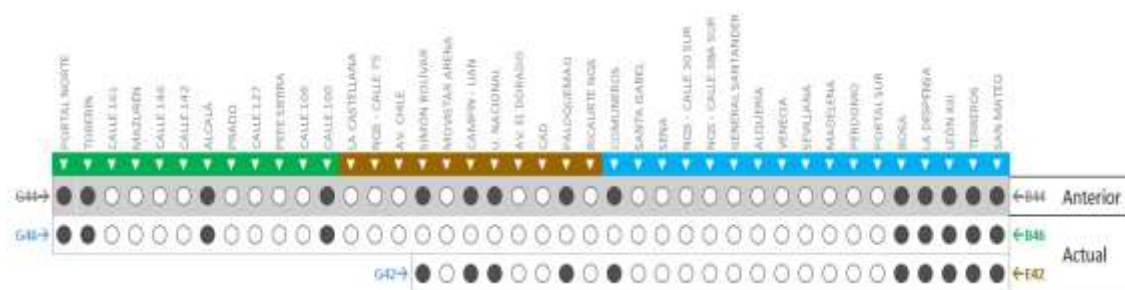 PORTAL NORTE
TOBERÍN
CALLE 161
MAZURÉN
CALLE 146
CALLE 142
ALCALÁ
PRADO
CALLE 127
PEPE SIERRA
CALLE 106
CALLE 100
LA CASTELLANA
NQS - CALLE 75
AV. CHILE
SIMÓN BOLÍVAR
MOVISTAR ARENA
CAMPÍN - UAN
U. NACIONAL
AV. EL DORADO
CAD
PALOQUEMAO
RICAURTE NQS
COMUNEROS
SANTA ISABEL
SENA
NQS - CALLE 30 SUR
NQS - CALLE 38A SUR
GENERAL SANTANDER
ALQUERÍA
VENECIA
SEVILLANA
MADELENA
PERDOMO
PORTAL SUR
BOSA
LA DESPENSA
LEÓN XIII
TERREROS
SAN MATEO
G44→ ←B44 Anterior
G46→ ←B46
Actual
G42→ ←E42